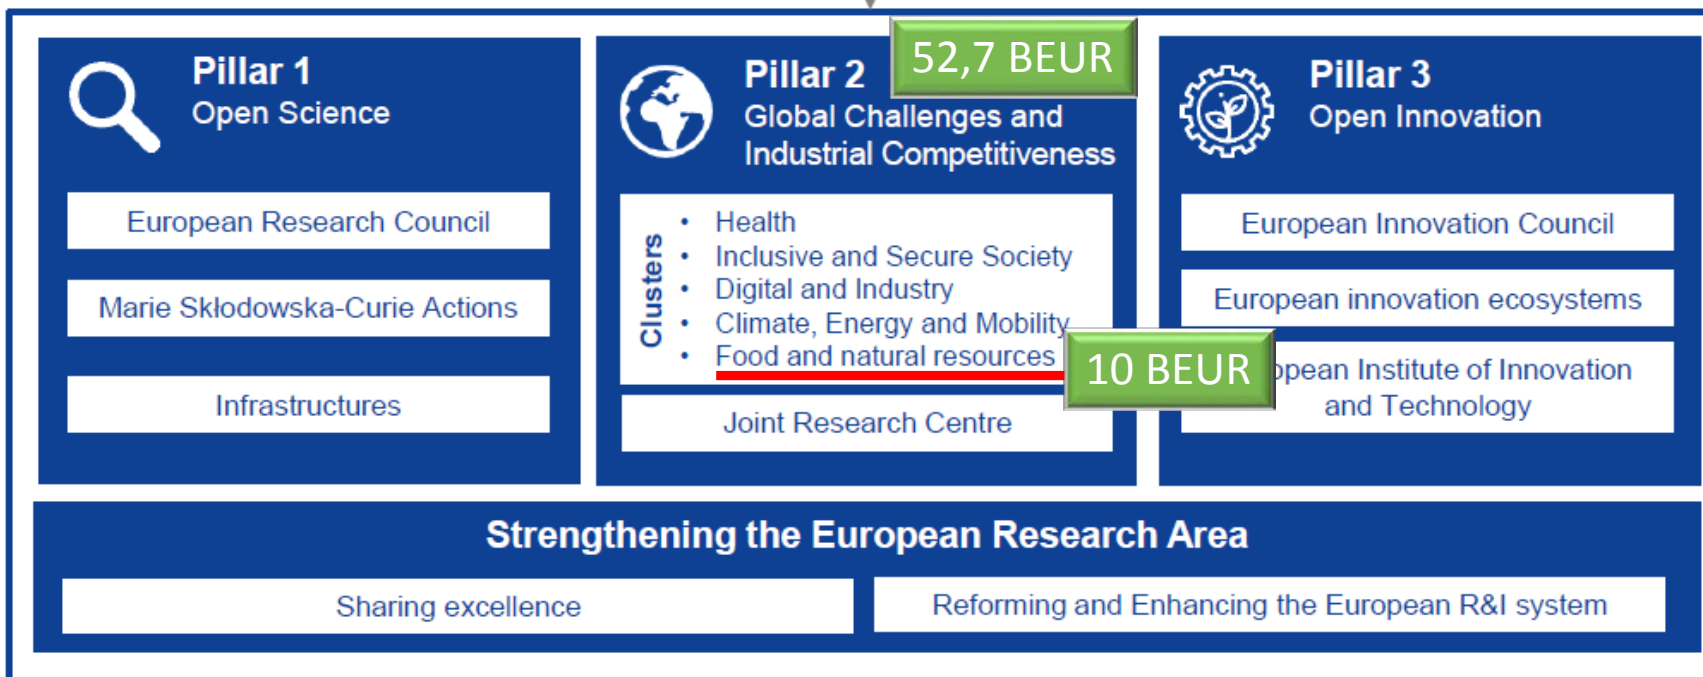 Pillar 1
Open Science
European Research Council
Marie Skłodowska-Curie Actions
Infrastructures
52,7 BEUR
Pillar 2
Global Challenges and
Industrial Competitiveness
Clusters
• Health
• Inclusive and Secure Society
• Digital and Industry
• Climate, Energy and Mobility
• Food and natural resources
10 BEUR
Joint Research Centre
Pillar 3
Open Innovation
European Innovation Council
European innovation ecosystems
opean Institute of Innovation
and Technology
Strengthening the European Research Area
Sharing excellence
Reforming and Enhancing the European R&I system